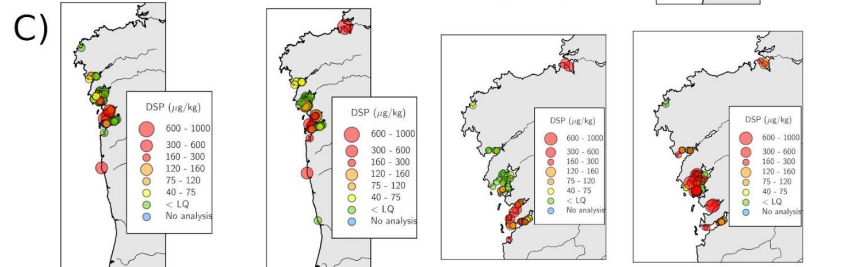 C)
DSP (μg/kg)
600 - 1000
300 - 600
160 - 300
120 - 160
75 - 120
40 - 75
< LQ
No analysis
DSP (μg/kg)
600 - 1000
300 - 600
160 - 300
120 - 160
75 - 120
40 - 75
< LQ
No analysis
DSP (μg/kg)
600 - 1000
300 - 600
160 - 300
120 - 160
75 - 120
40 - 75
< LQ
No analysis
DSP (μg/kg)
600 - 1000
300 - 600
160 - 300
120 - 160
75 - 120
40 - 75
< LQ
No analysis